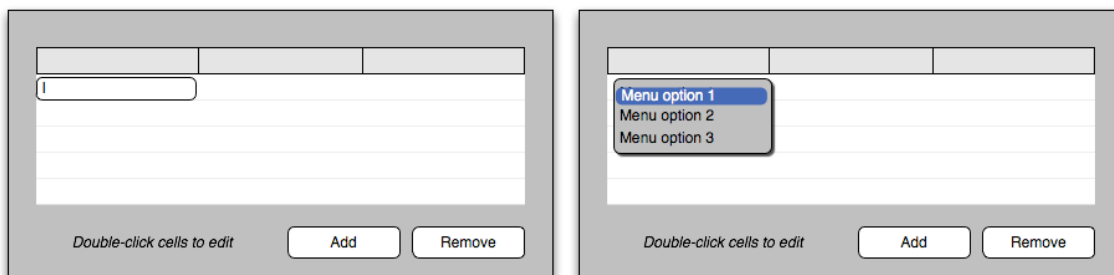 Double-click cells to edit Add Remove
Menu option 1
Menu option 2
Menu option 3
Double-click cells to edit Add Remove